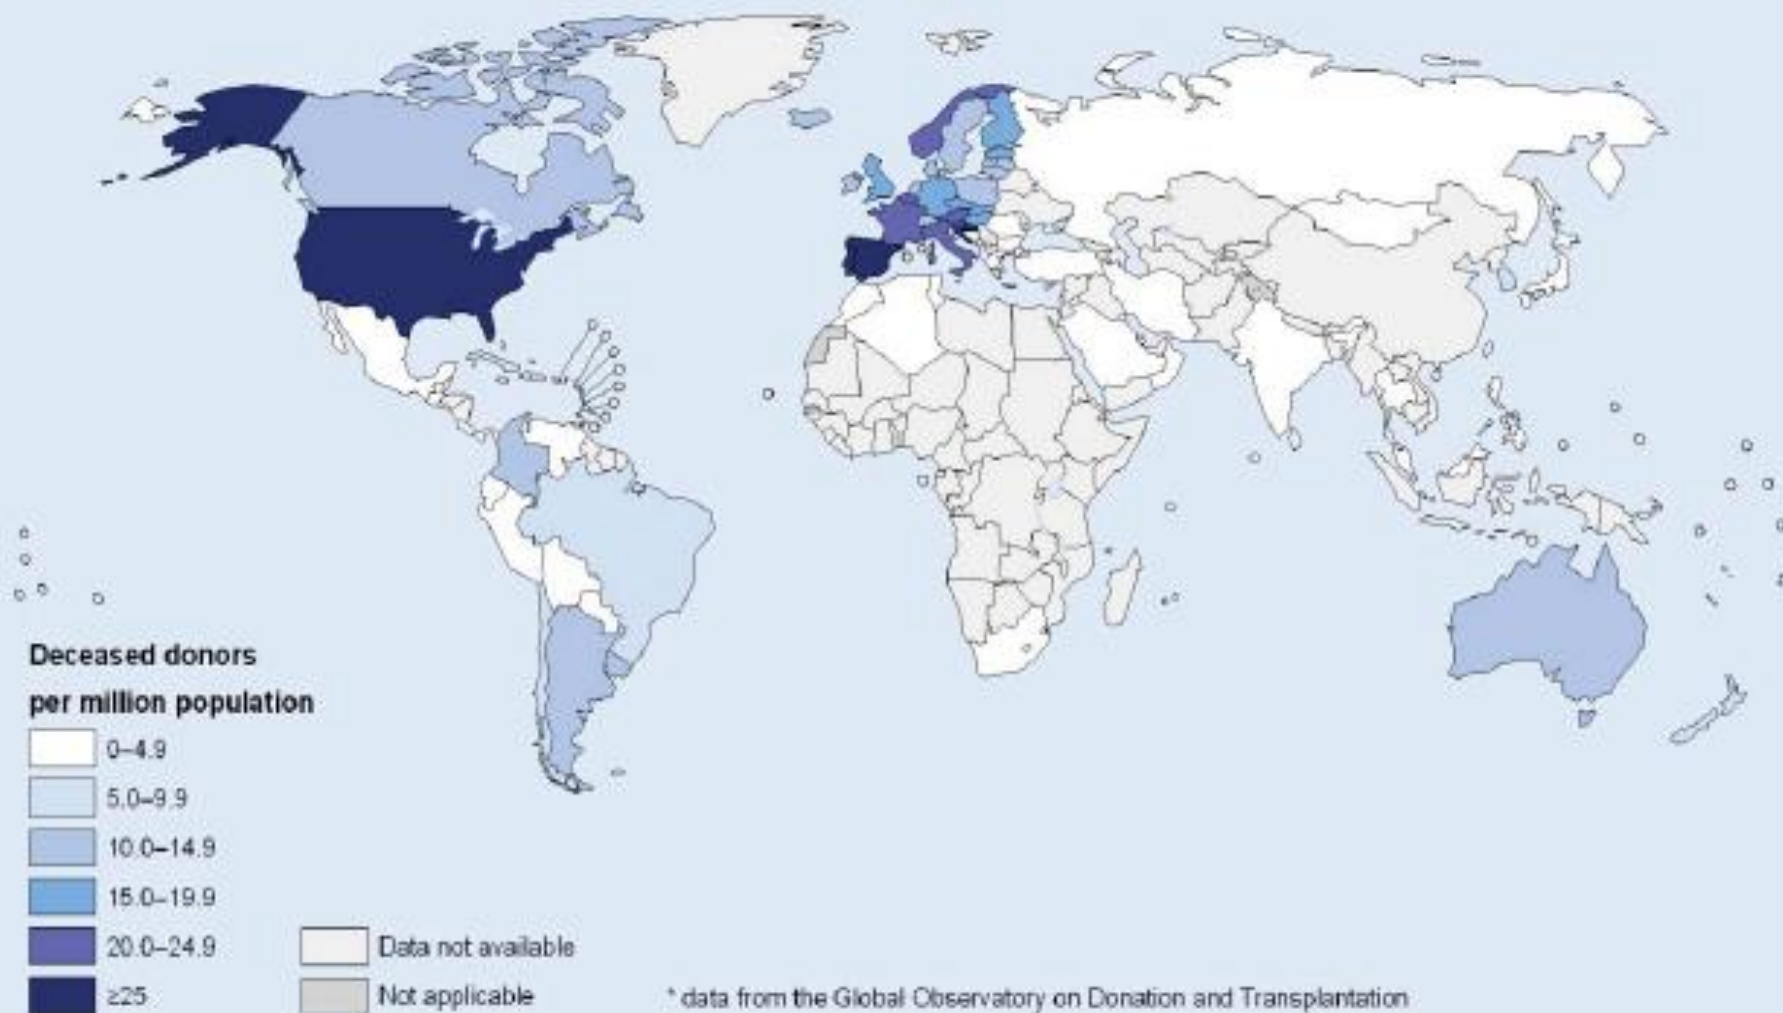 Deceased donors
per million population
0–4.9
5.0–9.9
10.0–14.9
15.0–19.9
20.0–24.9
≥25
Data not available
Not applicable
* data from the Global Observatory on Donation and Transplantation